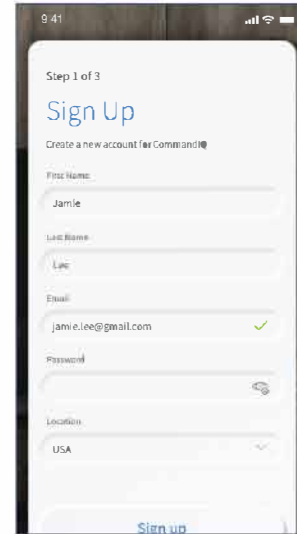 9:41
Step 1 of 3
Sign Up
Create a new account for CommandIQ
First Name
Jamie
Last Name
Lee
Email
jamie.lee@gmail.com
Password
Location
USA
Sign up